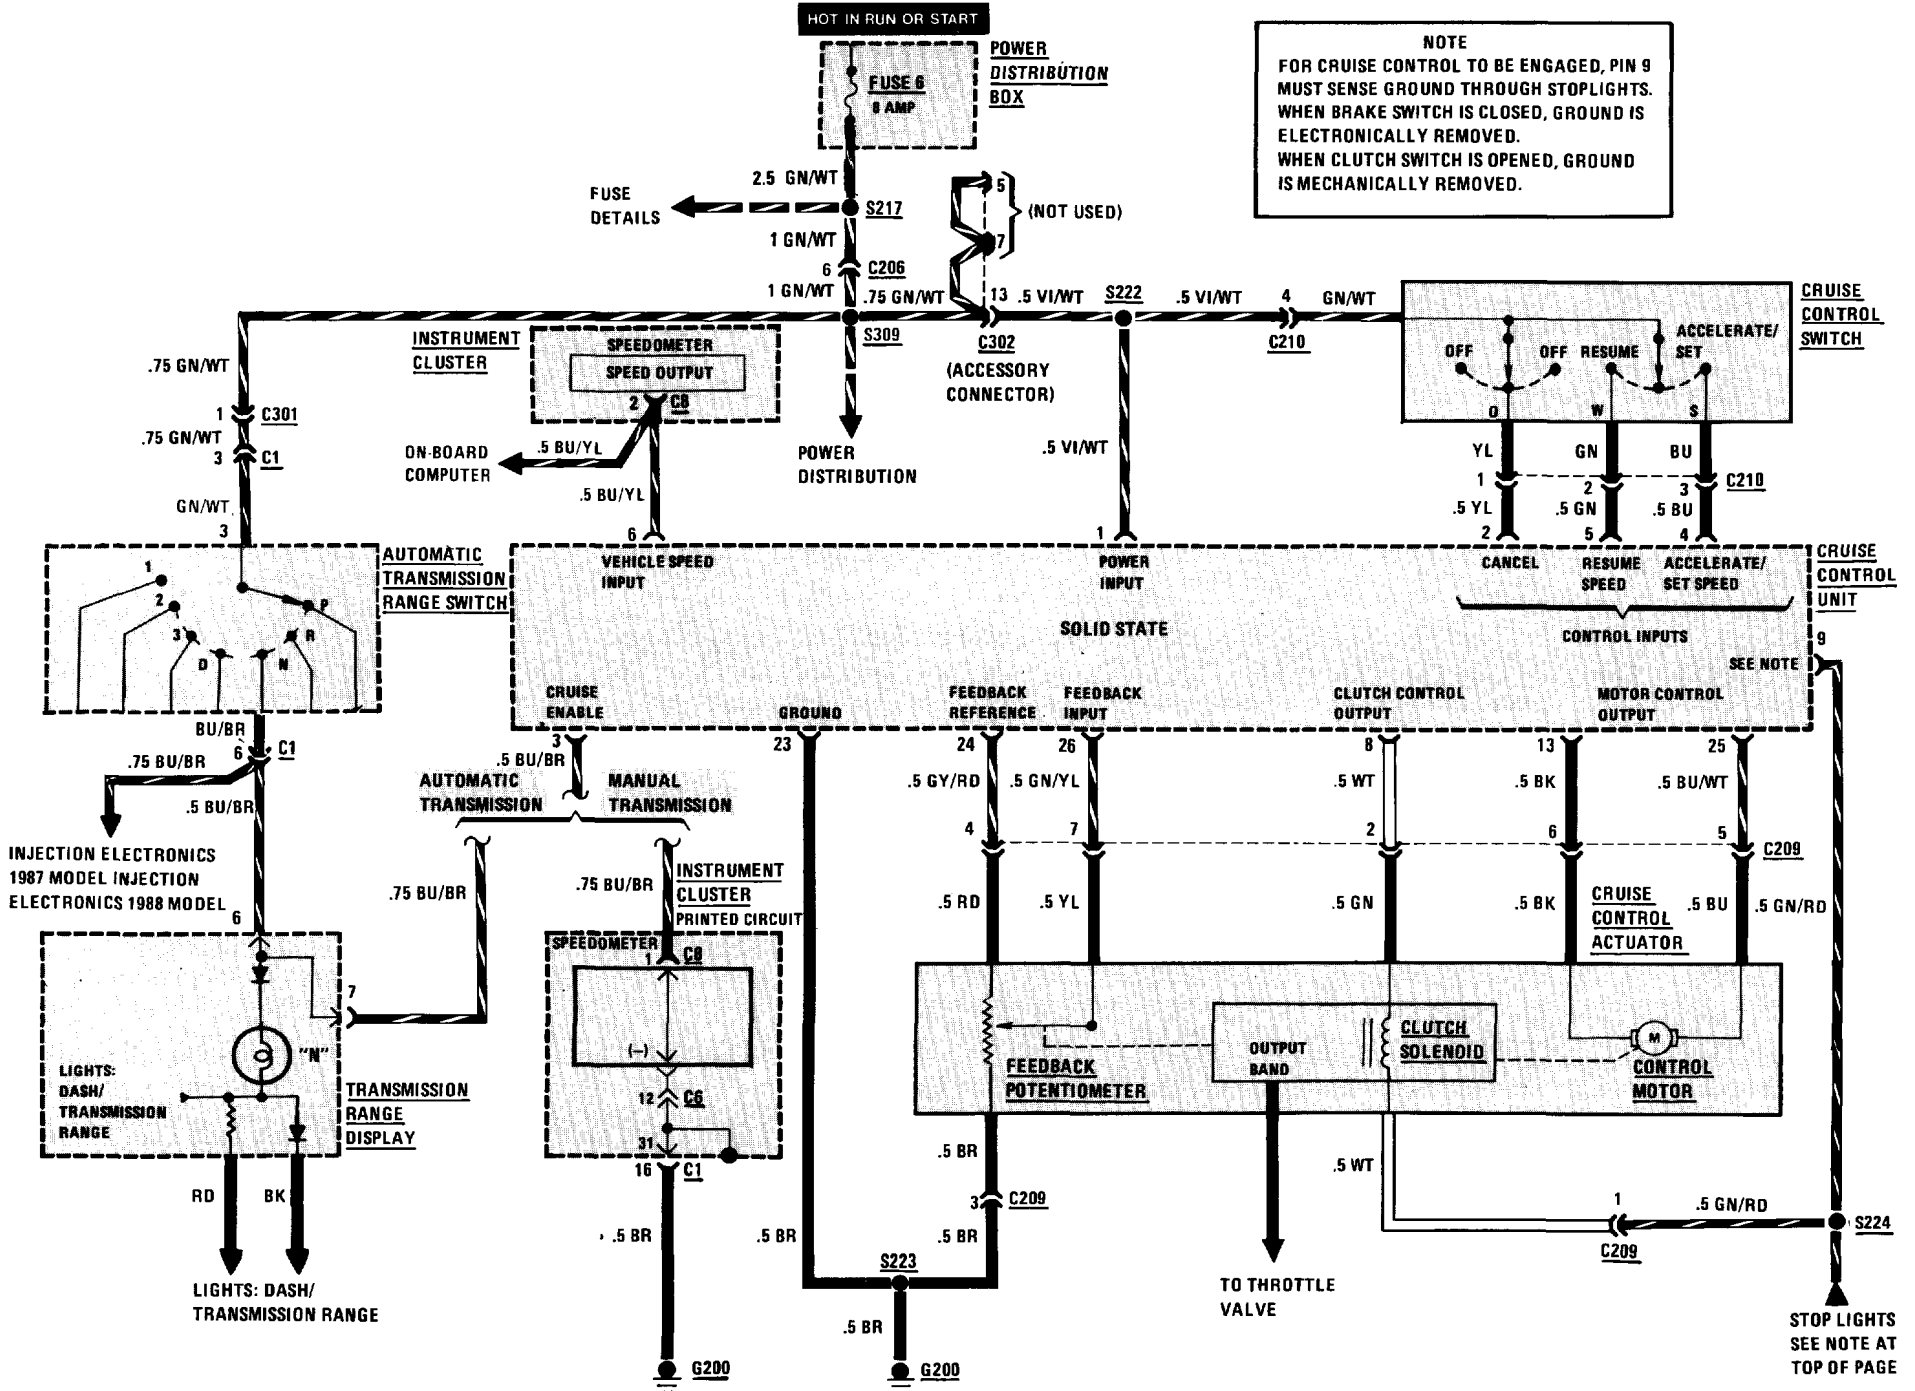 HOT IN RUN OR START
POWER
DISTRIBUTION
BOX
FUSE 6
8 AMP
NOTE
FOR CRUISE CONTROL TO BE ENGAGED, PIN 9
MUST SENSE GROUND THROUGH STOPLIGHTS.
WHEN BRAKE SWITCH IS CLOSED, GROUND IS
ELECTRONICALLY REMOVED.
WHEN CLUTCH SWITCH IS OPENED, GROUND
IS MECHANICALLY REMOVED.
2.5 GN/WT
FUSE
DETAILS
S217
5
(NOT USED)
7
1 GN/WT
6
C206
1 GN/WT
.75 GN/WT
13
.5 VI/WT
S222
.5 VI/WT
4
GN/WT
CRUISE
CONTROL
SWITCH
S309
C302
(ACCESSORY
CONNECTOR)
C210
ACCELERATE/
SET
OFF
OFF
RESUME
O
W
S
INSTRUMENT
CLUSTER
SPEEDOMETER
SPEED OUTPUT
2
C8
.75 GN/WT
1
C301
.75 GN/WT
3
C1
GN/WT
3
ON-BOARD
COMPUTER
.5 BU/YL
.5 BU/YL
6
POWER
DISTRIBUTION
.5 VI/WT
1
YL
GN
BU
1
2
3
C210
.5 YL
.5 GN
.5 BU
2
5
4
AUTOMATIC
TRANSMISSION
RANGE SWITCH
1
2
3
D
N
R
P
VEHICLE SPEED
INPUT
POWER
INPUT
CANCEL
RESUME
SPEED
ACCELERATE/
SET SPEED
CRUISE
CONTROL
UNIT
SOLID STATE
CONTROL INPUTS
9
SEE NOTE
CRUISE
ENABLE
GROUND
FEEDBACK
REFERENCE
FEEDBACK
INPUT
CLUTCH CONTROL
OUTPUT
MOTOR CONTROL
OUTPUT
BU/BR
6
C1
.75 BU/BR
.5 BU/BR
3
.5 BU/BR
23
24
26
8
13
25
AUTOMATIC
TRANSMISSION
MANUAL
TRANSMISSION
.5 GY/RD
.5 GN/YL
.5 WT
.5 BK
.5 BU/WT
4
7
2
6
5
C209
INJECTION ELECTRONICS
1987 MODEL INJECTION
ELECTRONICS 1988 MODEL
6
.75 BU/BR
.75 BU/BR
INSTRUMENT
CLUSTER
PRINTED CIRCUIT
.5 RD
.5 YL
.5 GN
.5 BK
CRUISE
CONTROL
ACTUATOR
.5 BU
.5 GN/RD
SPEEDOMETER
1
C8
7
"N"
(–)
LIGHTS:
DASH/
TRANSMISSION
RANGE
TRANSMISSION
RANGE
DISPLAY
12
C6
31
16
C1
FEEDBACK
POTENTIOMETER
OUTPUT
BAND
CLUTCH
SOLENOID
M
CONTROL
MOTOR
RD
BK
.5 BR
.5 WT
3
C209
1
.5 GN/RD
S224
C209
.5 BR
.5 BR
.5 BR
S223
LIGHTS: DASH/
TRANSMISSION RANGE
TO THROTTLE
VALVE
.5 BR
G200
G200
STOP LIGHTS
SEE NOTE AT
TOP OF PAGE